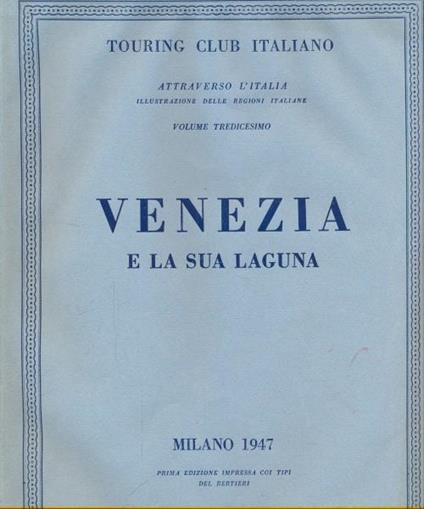 TOURING CLUB ITALIANO
ATTRAVERSO L'ITALIA
ILLUSTRAZIONE DELLE REGIONI ITALIANE
VOLUME TREDICESIMO
VENEZIA
E LA SUA LAGUNA
MILANO 1947
PRIMA EDIZIONE IMPRESSA COI TIPI
DEL BERTIERI